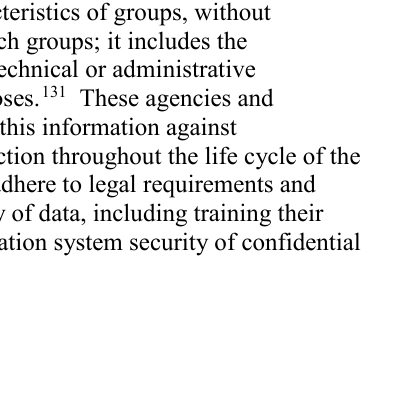 cteristics of groups, without
ch groups; it includes the
echnical or administrative
oses.131 These agencies and
this information against
ction throughout the life cycle of the
adhere to legal requirements and
y of data, including training their
ation system security of confidential